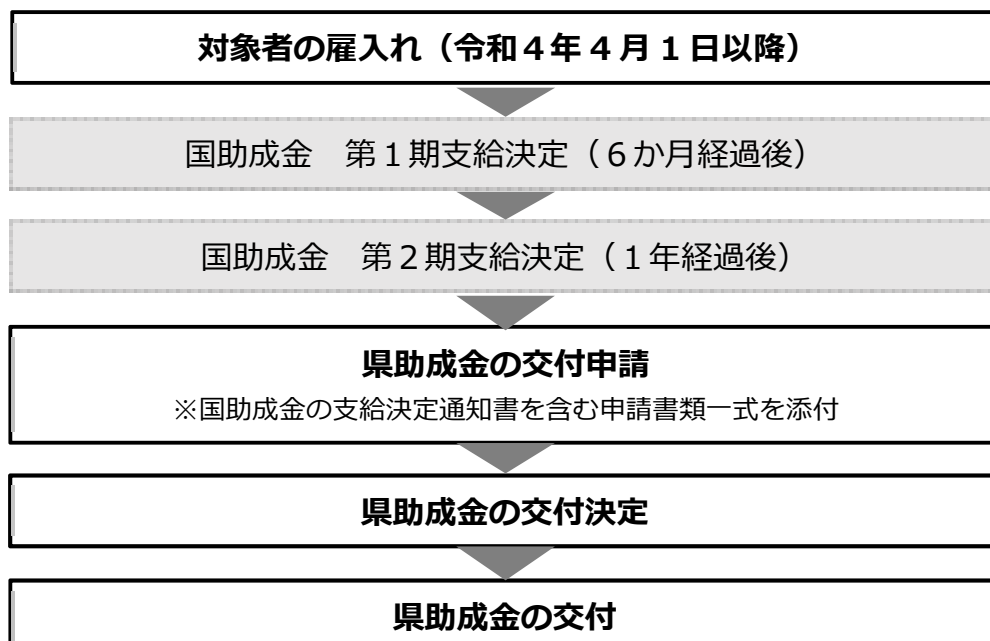 対象者の雇入れ（令和４年４月１日以降）
国助成金　第１期支給決定（６か月経過後）
国助成金　第２期支給決定（１年経過後）
県助成金の交付申請
※国助成金の支給決定通知書を含む申請書類一式を添付
県助成金の交付決定
県助成金の交付